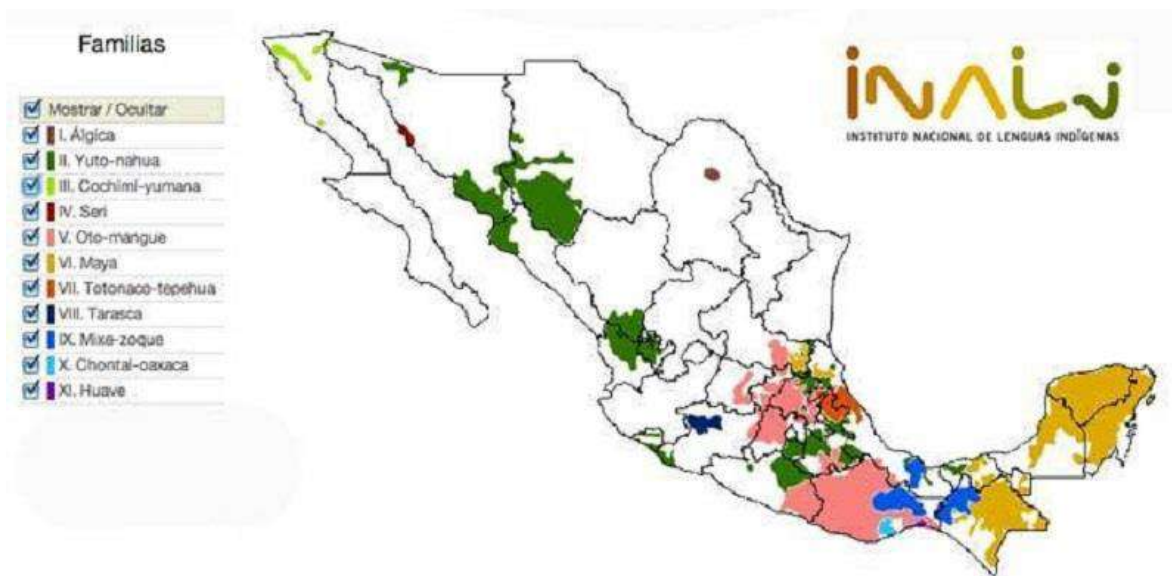 Familias
Mostrar / Ocultar
I. Álgica
II. Yuto-nahua
III. Cochimí-yumana
IV. Seri
V. Oto-mangue
VI. Maya
VII. Totonaco-tepehua
VIII. Tarasca
IX. Mixe-zoque
X. Chontal-oaxaca
XI. Huave
iNALi
INSTITUTO NACIONAL DE LENGUAS INDÍGENAS